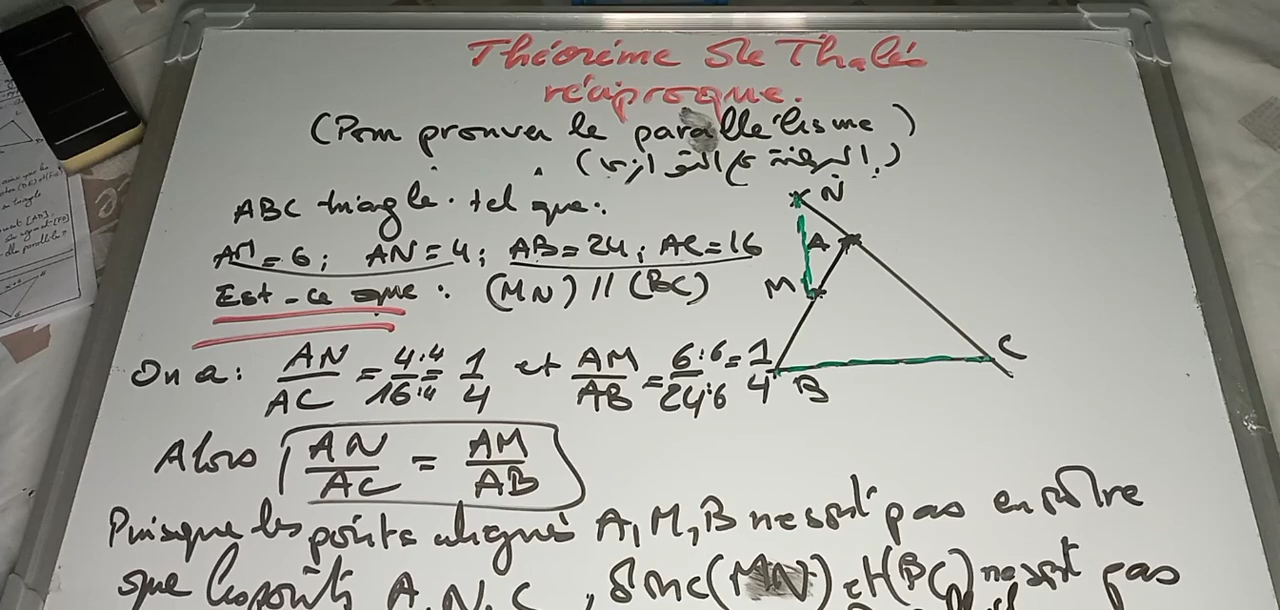 Théorème de Thalès
réciproque.
(Pour prouver le parallélisme)
ABC triangle tel que:
AM=6; AN=4; AB=24; AC=16
Est-ce que: (MN) // (BC)
On a: AN/AC = 4:4/16:4 = 1/4 et AM/AB = 6:6/24:6 = 1/4
Alors AN/AC = AM/AB
Puisque les points alignés A, M, B ne sont pas en même ordre
que les points A, N, C, donc (MN) et (BC) ne sont pas
N
A
M
C
B